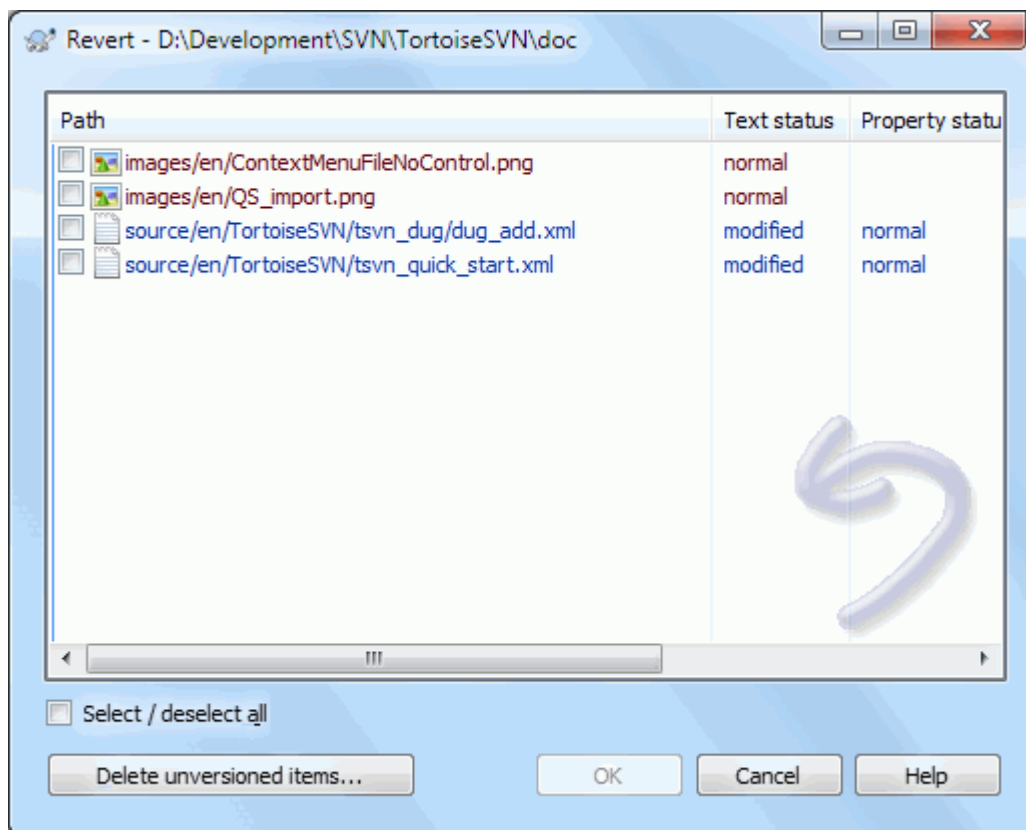 Revert - D:\Development\SVN\TortoiseSVN\doc
Path Text status Property statu
images/en/ContextMenuFileNoControl.png normal
images/en/QS_import.png normal
source/en/TortoiseSVN/tsvn_dug/dug_add.xml modified normal
source/en/TortoiseSVN/tsvn_quick_start.xml modified normal
Select / deselect all
Delete unversioned items... OK Cancel Help